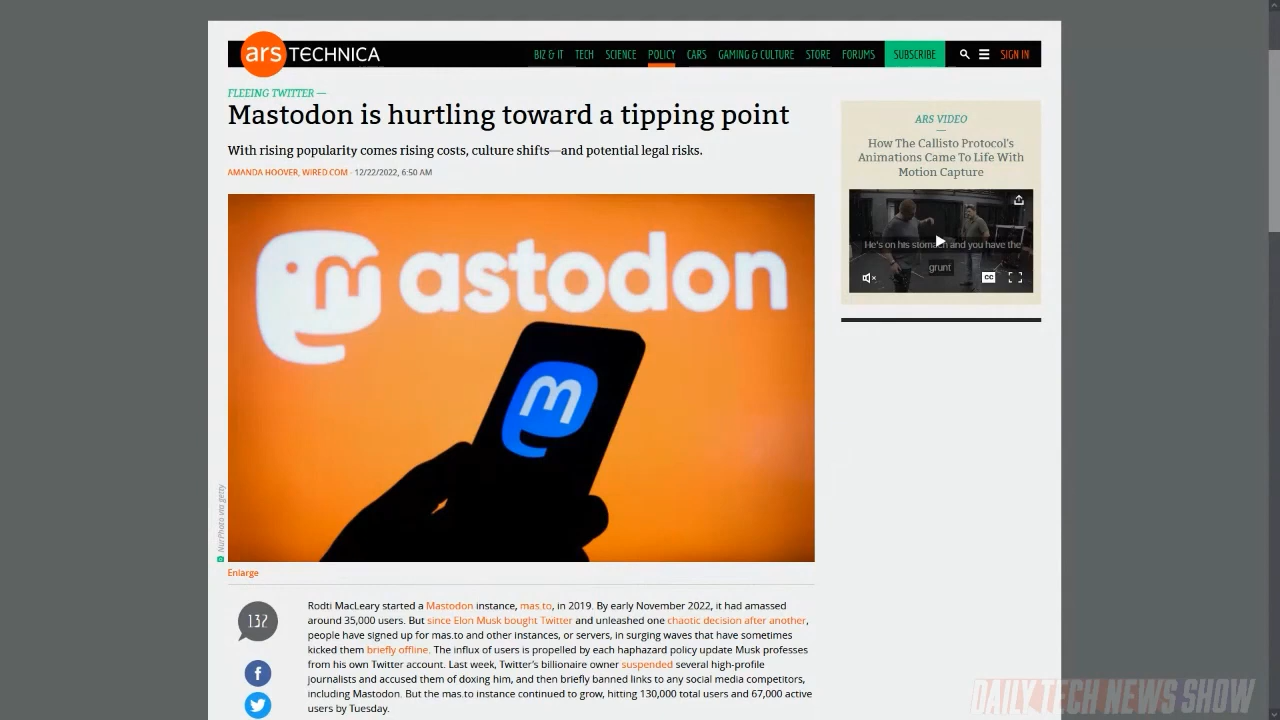 ars TECHNICA
BIZ & IT TECH SCIENCE POLICY CARS GAMING & CULTURE STORE FORUMS SUBSCRIBE SIGN IN
FLEEING TWITTER —
Mastodon is hurtling toward a tipping point
With rising popularity comes rising costs, culture shifts—and potential legal risks.
AMANDA HOOVER, WIRED.COM - 12/22/2022, 6:50 AM
mastodon
m
NurPhoto via getty
Enlarge
132
Rodti MacLeary started a Mastodon instance, mas.to, in 2019. By early November 2022, it had amassed
around 35,000 users. But since Elon Musk bought Twitter and unleashed one chaotic decision after another,
people have signed up for mas.to and other instances, or servers, in surging waves that have sometimes
kicked them briefly offline. The influx of users is propelled by each haphazard policy update Musk professes
from his own Twitter account. Last week, Twitter's billionaire owner suspended several high-profile
journalists and accused them of doxing him, and then briefly banned links to any social media competitors,
including Mastodon. But the mas.to instance continued to grow, hitting 130,000 total users and 67,000 active
users by Tuesday.
ARS VIDEO
How The Callisto Protocol's
Animations Came To Life With
Motion Capture
He's on his stomach and you have the
grunt
CC
DAILY TECH NEWS SHOW